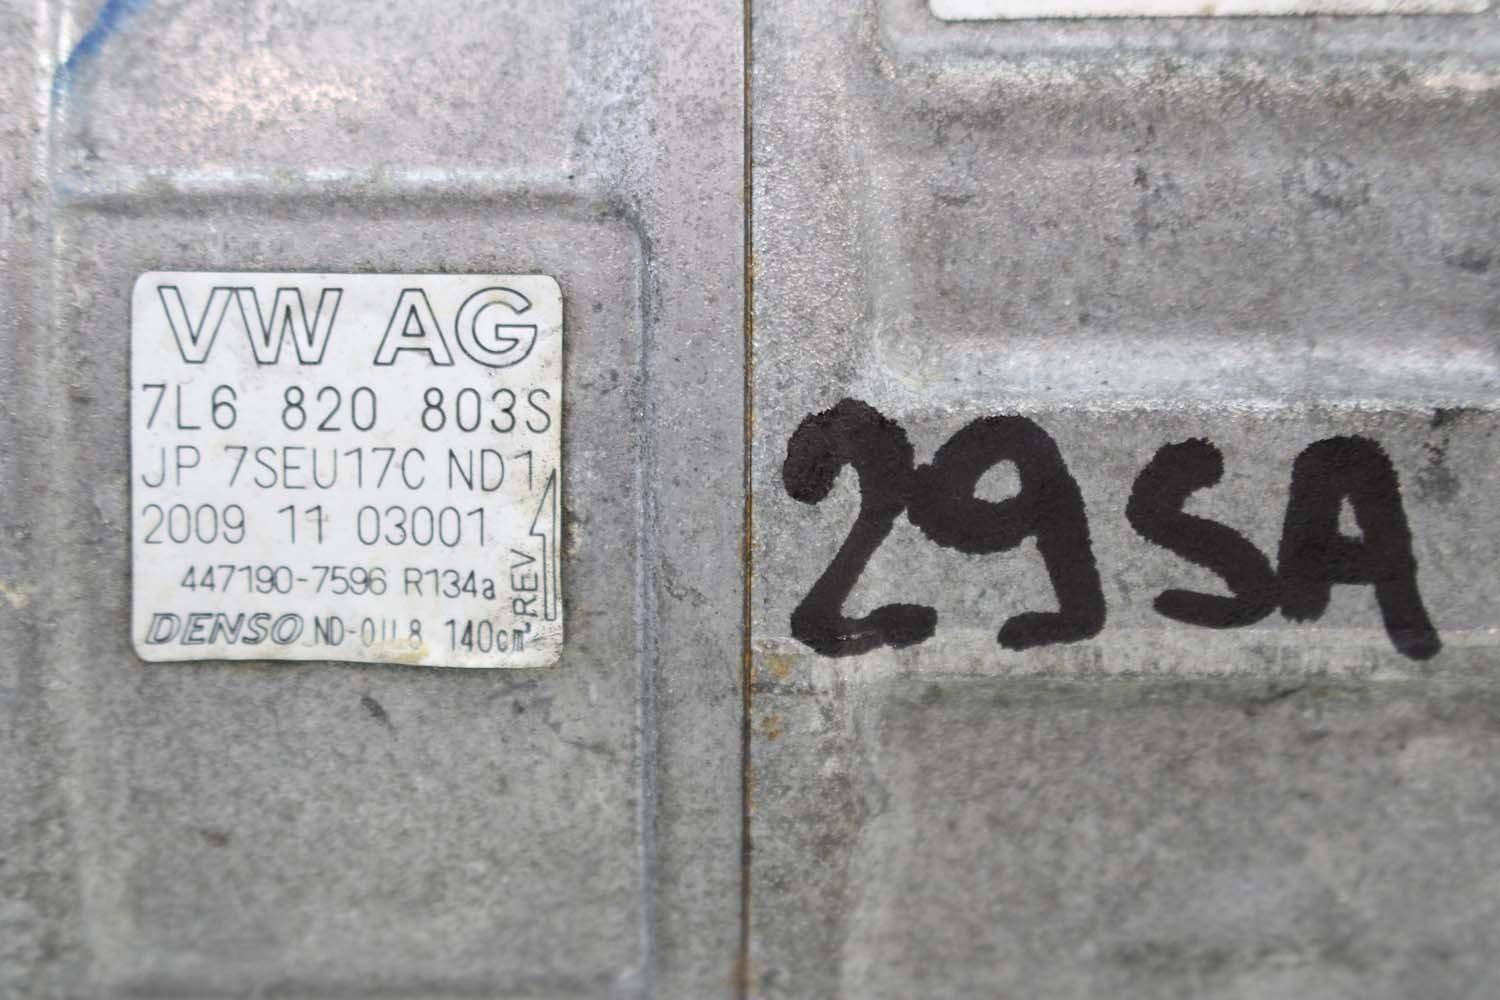 VW AG
7L6 820 803S
JP 7SEU17C ND1
2009 11 03001
447190-7596 R134a
DENSO ND-OIL8 140cm³
REV
29SA